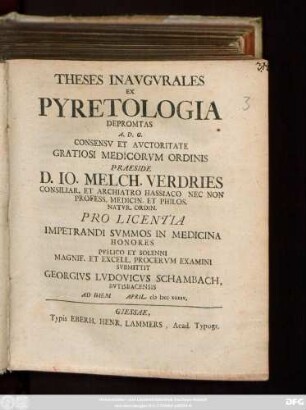 THESES INAVGVRALES
EX
PYRETOLOGIA
DEPROMTAS
A. D. G.
CONSENSV ET AVCTORITATE
GRATIOSI MEDICORVM ORDINIS
PRAESIDE
D. IO. MELCH. VERDRIES
CONSILIAR. ET ARCHIATRO HASSIACO NEC NON
PROFESS. MEDICIN. ET PHILOS.
NATVR. ORDIN.
PRO LICENTIA
IMPETRANDI SVMMOS IN MEDICINA
HONORES
PVBLICO ET SOLENNI
MAGNIF. ET EXCELL. PROCERVM EXAMINI
SVBMITTIT
GEORGIVS LVDOVICVS SCHAMBACH,
BVTISBACENSIS
AD DIEM APRIL.
GIESSAE,
Typis EBERH. HENR. LAMMERS, Acad. Typogr.
3